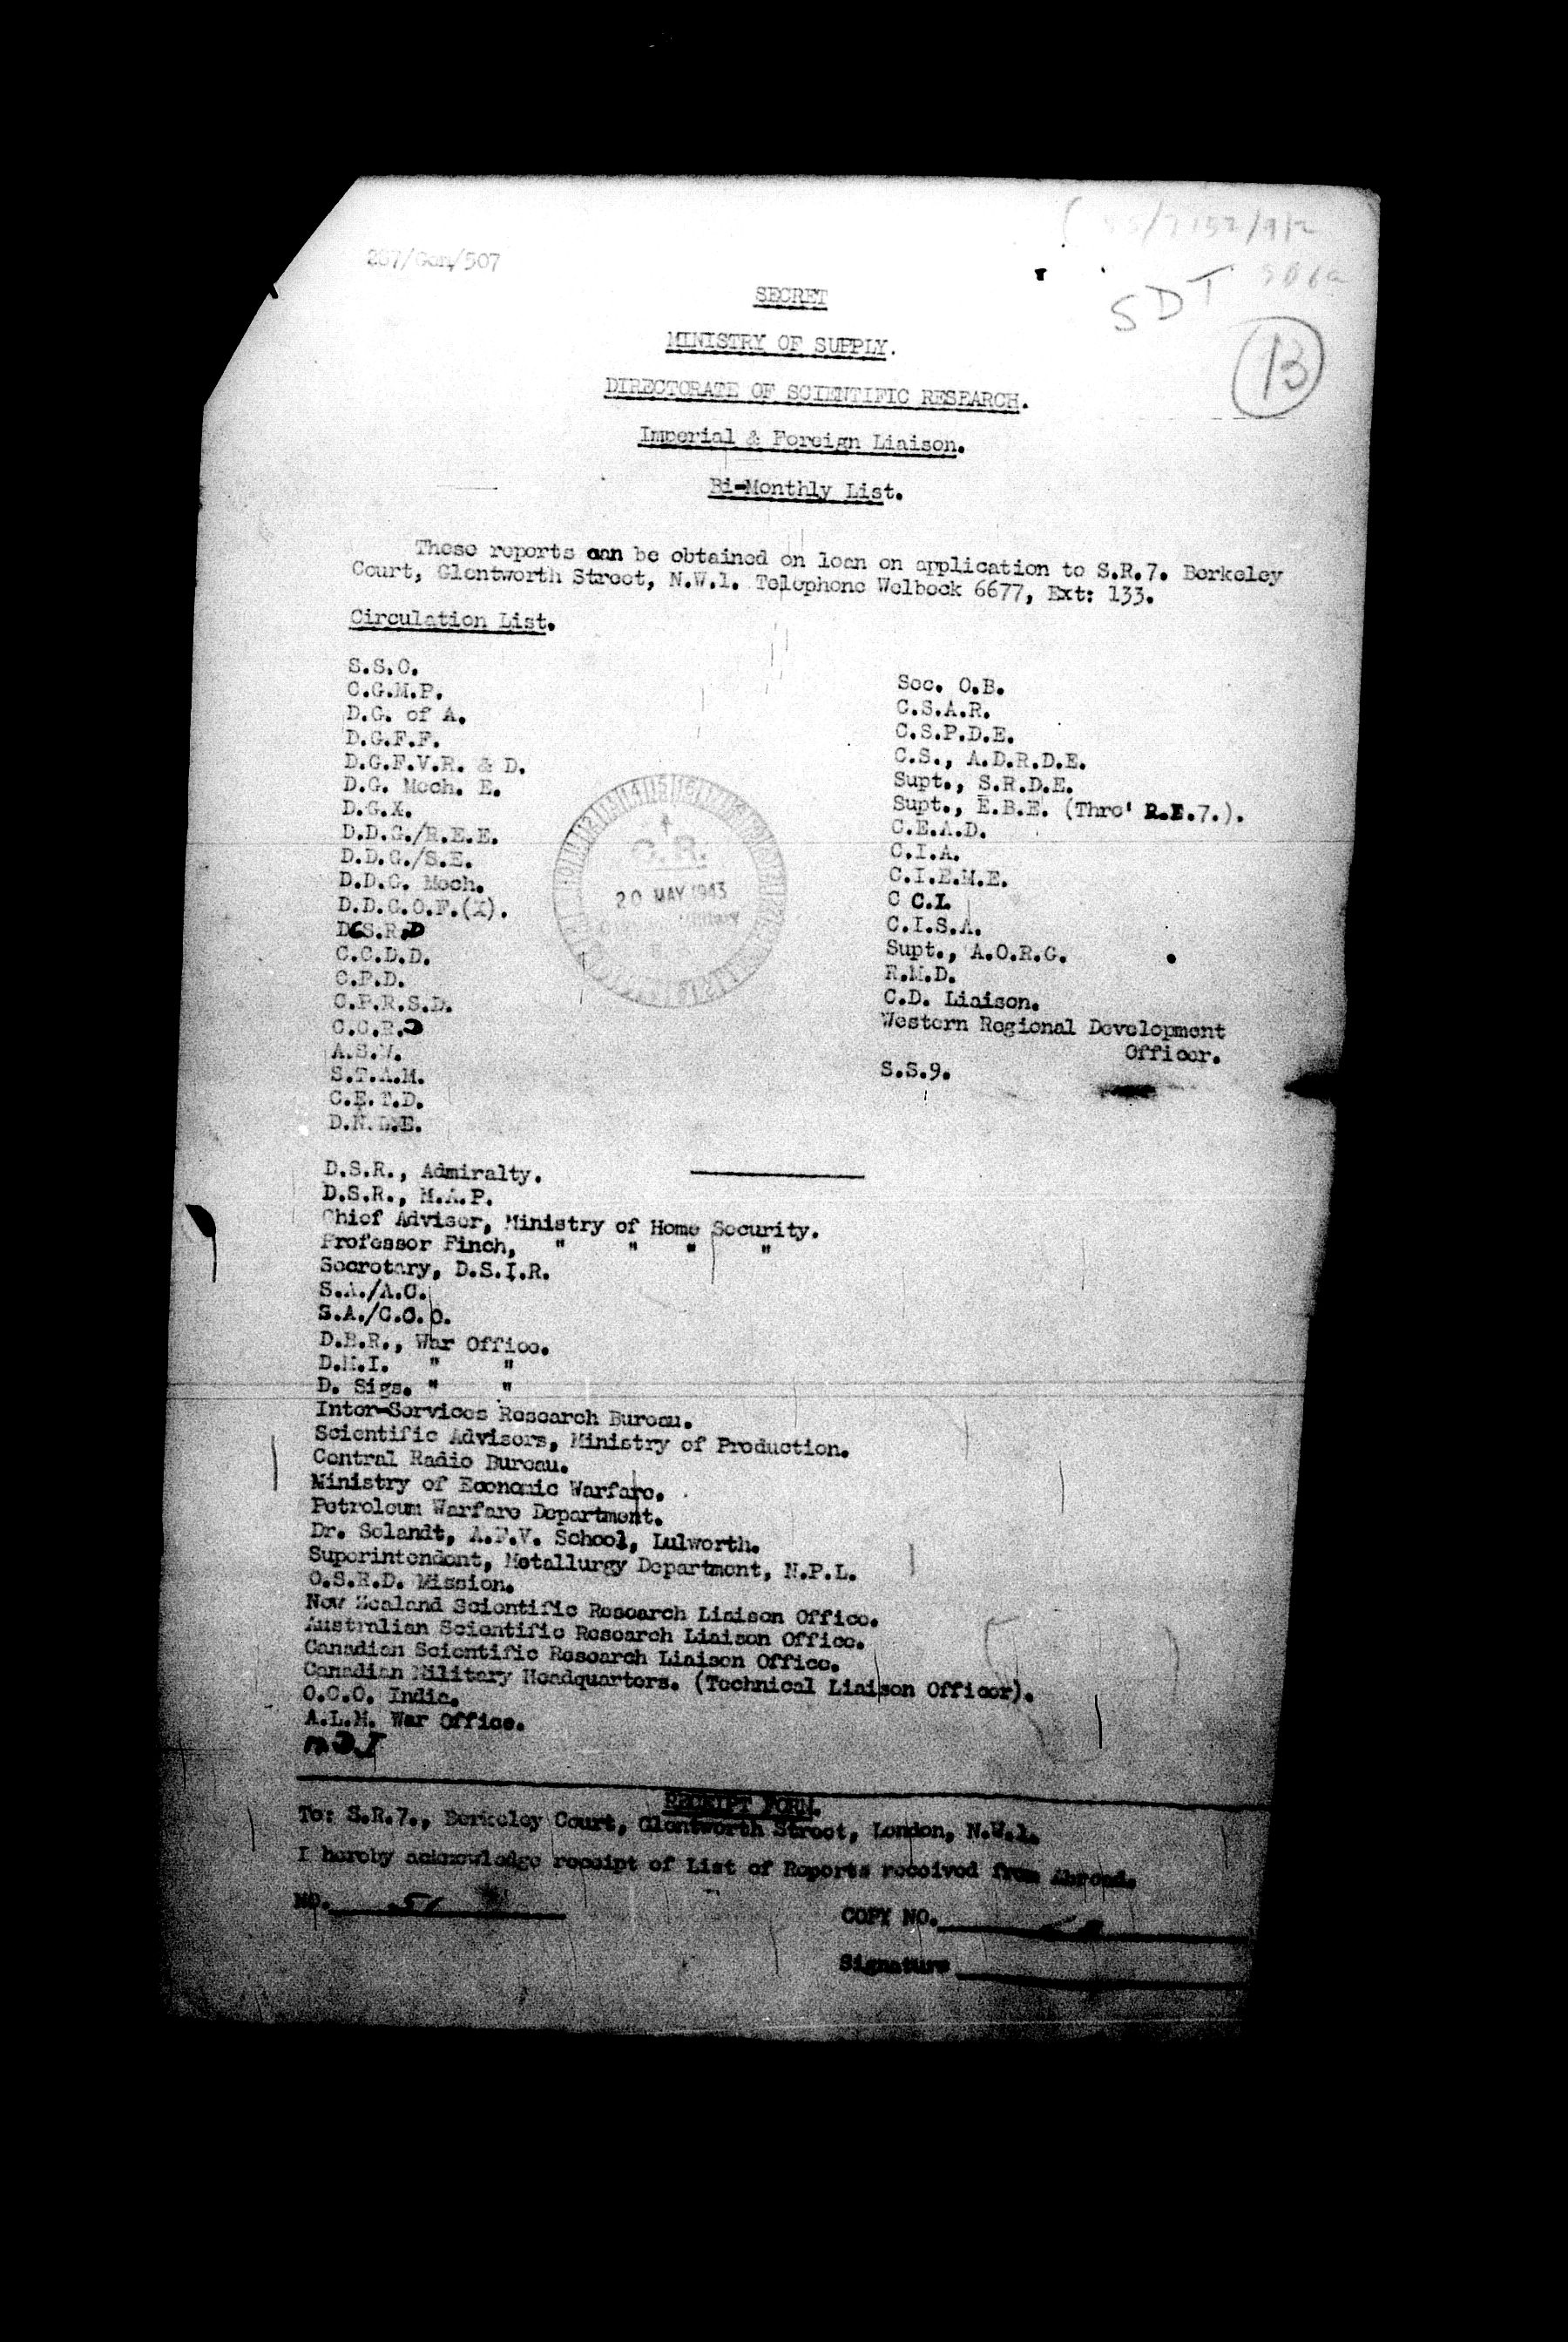 SDT
13
SECRET
MINISTRY OF SUPPLY.
DIRECTORATE OF SCIENTIFIC RESEARCH.
Imperial & Foreign Liaison.
Bi-Monthly List.
These reports can be obtained on loan on application to S.R.7. Berkeley
Court, Glentworth Street, N.W.1. Telephone Welbeck 6677, Ext: 133.
Circulation List.
S.S.O.
C.G.M.P.
D.G. of A.
D.G.F.F.
D.G.F.V.R. & D.
D.G. Mech. E.
D.G.X.
D.D.G./R.E.E.
D.D.G./S.E.
D.D.G. Mech.
D.D.G.O.F.(X).
C.C.D.D.
A.S.W.
S.T.A.M.
C.E.T.D.
D.N.D.E.
Sec. O.B.
C.S.A.R.
C.S.P.D.E.
C.S., A.D.R.D.E.
Supt., S.R.D.E.
Supt., E.B.E. (Thro' R.E.7.).
C.E.A.D.
C.I.A.
C.I.E.M.E.
C C.I.
C.I.S.A.
Supt., A.O.R.G.
R.M.D.
C.D. Liaison.
Western Regional Development
Officer.
S.S.9.
20 MAY 1943
D.S.R., Admiralty.
D.S.R., M.A.P.
Chief Adviser, Ministry of Home Security.
Professor Finch, " " " "
Secretary, D.S.I.R.
S.A./A.C.
S.A./C.C.O.
D.B.R., War Office.
D.M.I. " "
D. Sigs. " "
Inter-Services Research Bureau.
Scientific Advisers, Ministry of Production.
Central Radio Bureau.
Ministry of Economic Warfare.
Petroleum Warfare Department.
Dr. Solandt, A.F.V. School, Lulworth.
Superintendent, Metallurgy Department, N.P.L.
O.S.R.D. Mission.
New Zealand Scientific Research Liaison Office.
Australian Scientific Research Liaison Office.
Canadian Scientific Research Liaison Office.
Canadian Military Headquarters. (Technical Liaison Officer).
O.C.O. India.
A.L.M. War Office.
RECEIPT FORM.
To: S.R.7., Berkeley Court, Glentworth Street, London, N.W.1.
I hereby acknowledge receipt of List of Reports received from Abroad.
NO.
COPY NO.
Signature